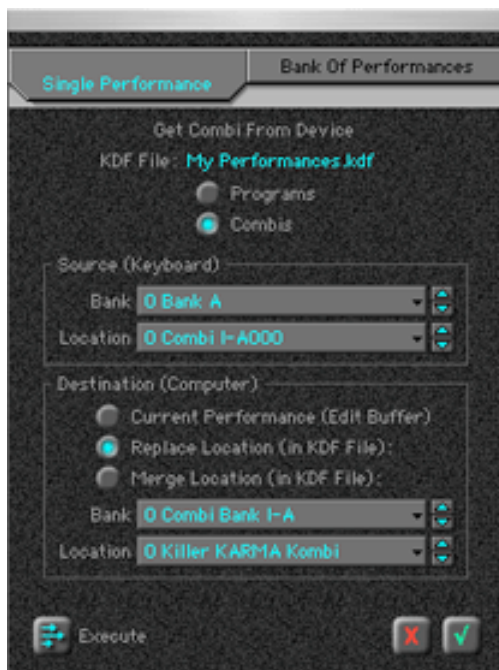 Single Performance
Bank Of Performances
Get Combi From Device
KDF File: My Performances.kdf
Programs
Combis
Source (Keyboard)
Bank 0 Bank A
Location 0 Combi I-A000
Destination (Computer)
Current Performance (Edit Buffer)
Replace Location (in KDF File):
Merge Location (in KDF File):
Bank 0 Combi Bank I-A
Location 0 Killer KARMA Kombi
Execute